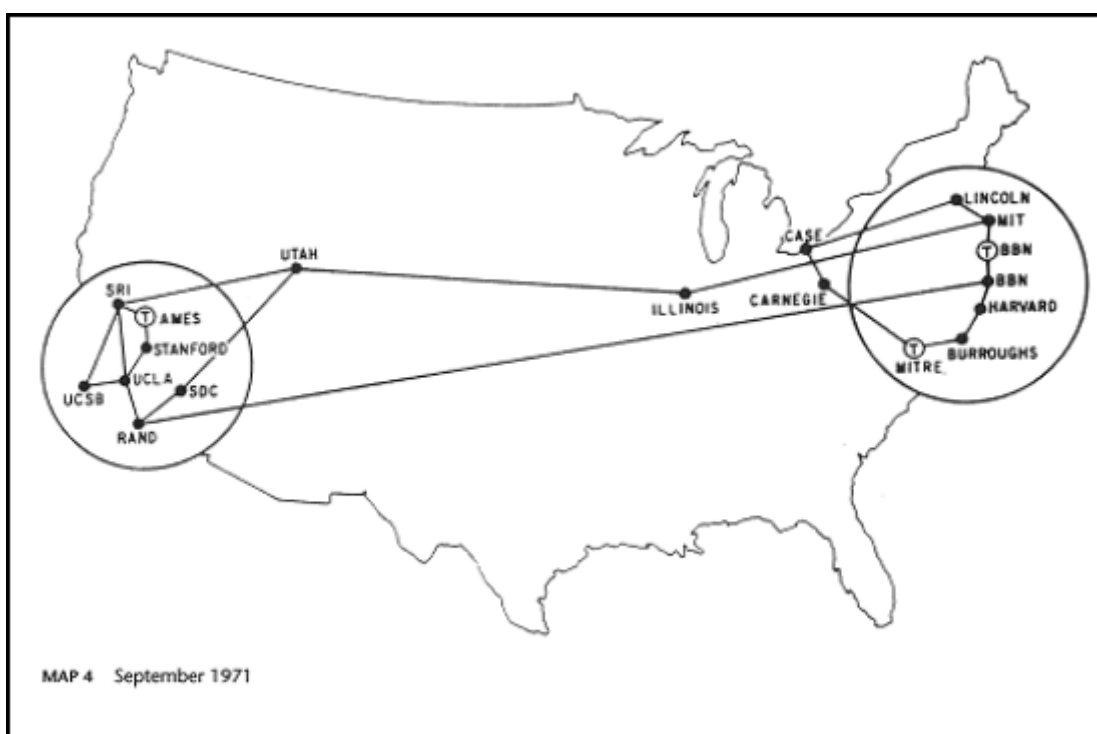 LINCOLN
MIT
CASE
T BBN
UTAH
BBN
SRI
ILLINOIS
CARNEGIE
HARVARD
T AMES
STANFORD
T
BURROUGHS
MITRE
UCLA
SDC
UCSB
RAND
MAP 4 September 1971